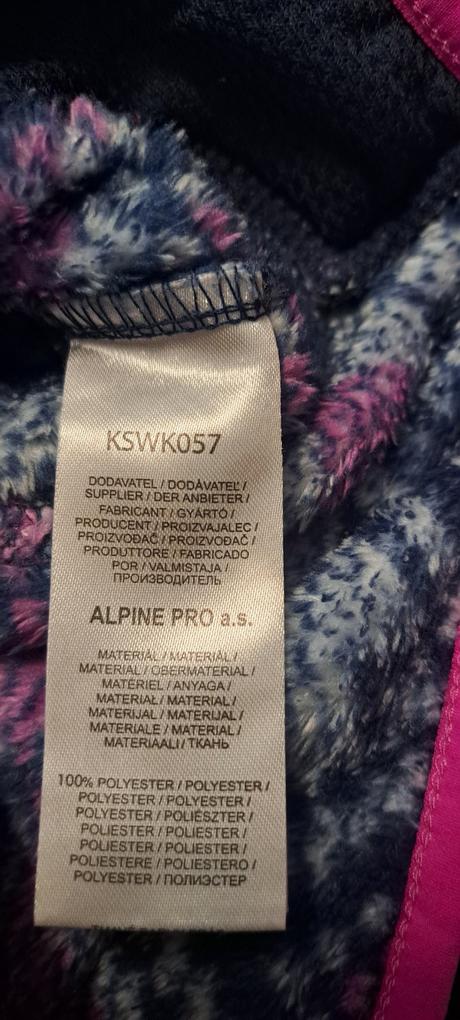 KSWK057
DODAVATEL / DODÁVATEĽ /
SUPPLIER / DER ANBIETER /
FABRICANT / GYÁRTÓ /
PRODUCENT / PROIZVAJALEC /
PROIZVOĐAČ / PROIZVOĐAČ /
PRODUTTORE / FABRICADO
POR / VALMISTAJA /
ПРОИЗВОДИТЕЛЬ
ALPINE PRO a.s.
MATERIÁL / MATERIÁL /
MATERIAL / OBERMATERIAL /
MATÉRIEL / ANYAGA /
MATERIAŁ / MATERIAL /
MATERIJAL / MATERIJAL /
MATERIALE / MATERIAL /
MATERIAALI / ТКАНЬ
100% POLYESTER / POLYESTER /
POLYESTER / POLYESTER /
POLYESTER / POLIÉSZTER /
POLIESTER / POLIESTER /
POLIESTER / POLIESTER /
POLIESTERE / POLIESTERO /
POLYESTER / ПОЛИЭСТЕР